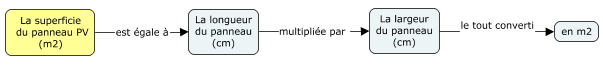 La superficie
du panneau PV
(m2)
est égale à
La longueur
du panneau
(cm)
multipliée par
La largeur
du panneau
(cm)
le tout converti
en m2